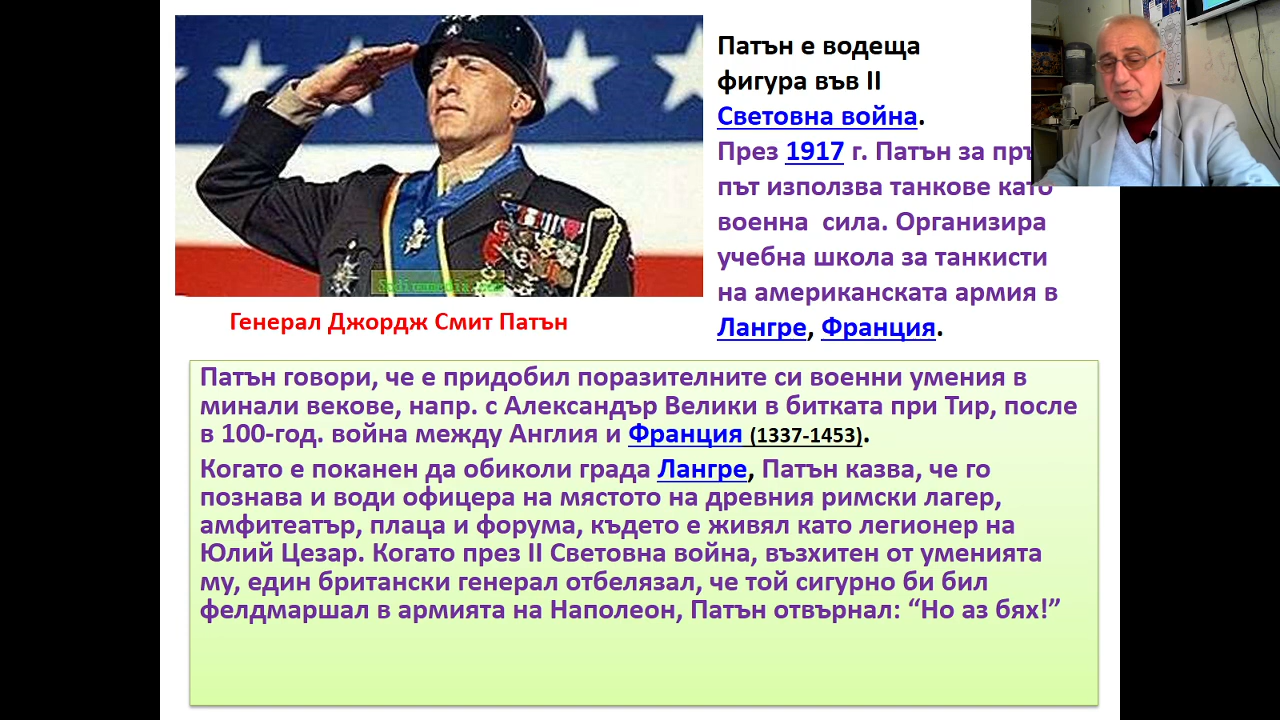 Патън е водеща
фигура във II
Световна война.
През 1917 г. Патън за
път използва танкове като
военна сила. Организира
учебна школа за танкисти
на американската армия в
Лангре, Франция.
Генерал Джордж Смит Патън
Патън говори, че е придобил поразителните си военни умения в
минали векове, напр. с Александър Велики в битката при Тир, после
в 100-год. война между Англия и Франция (1337-1453).
Когато е поканен да обиколи града Лангре, Патън казва, че го
познава и води офицера на мястото на древния римски лагер,
амфитеатър, плаца и форума, където е живял като легионер на
Юлий Цезар. Когато през II Световна война, възхитен от уменията
му, един британски генерал отбелязал, че той сигурно би бил
фелдмаршал в армията на Наполеон, Патън отвърнал: “Но аз бях!”